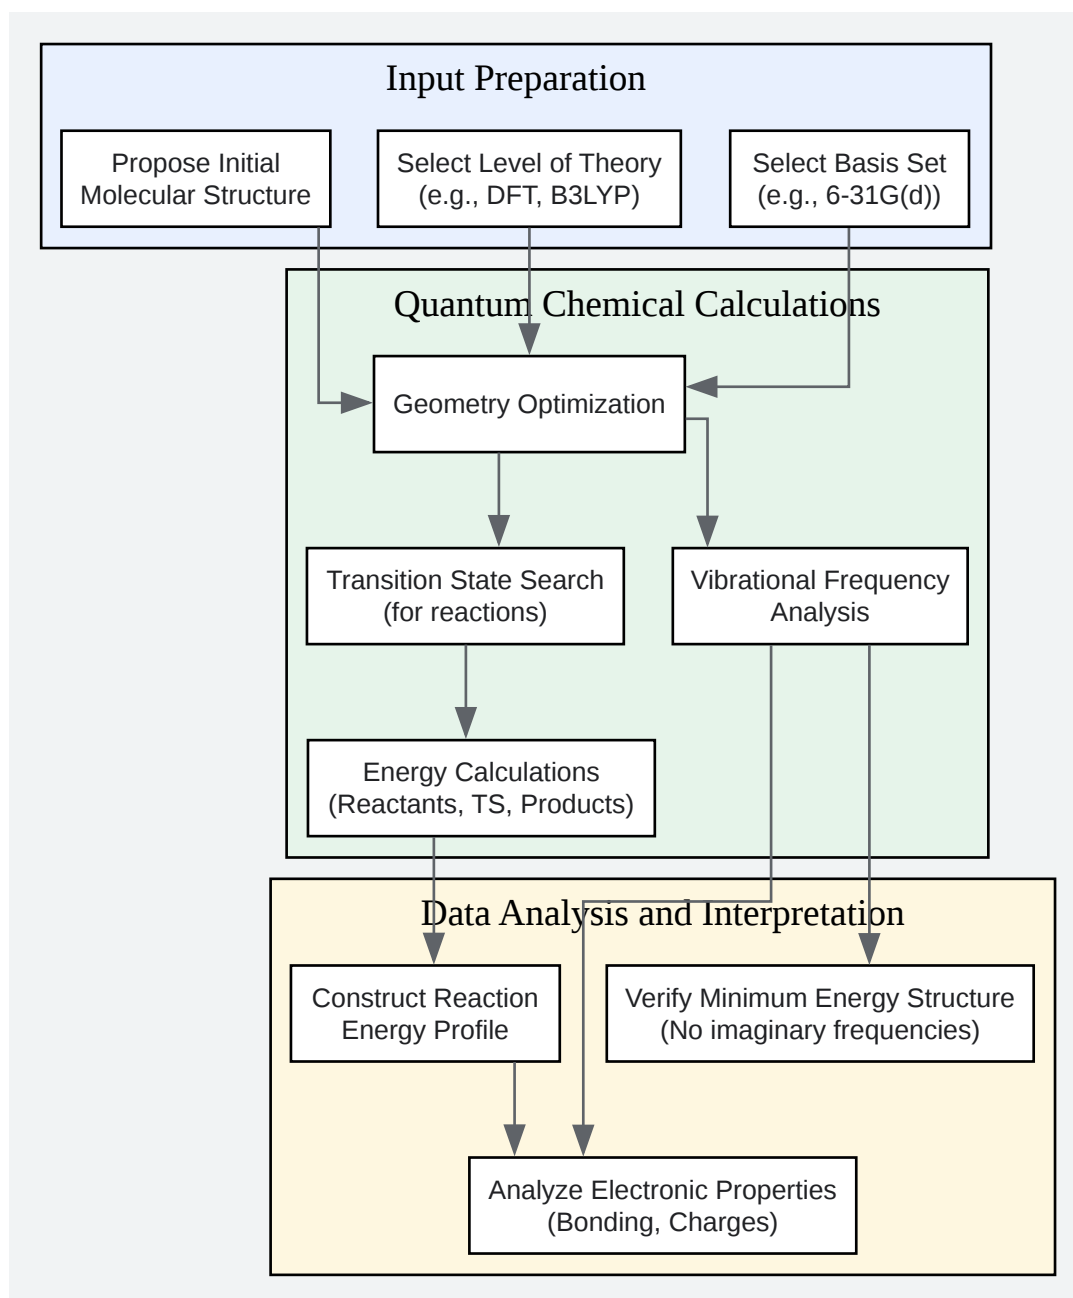 Input Preparation
Propose Initial
Molecular Structure
Select Level of Theory
(e.g., DFT, B3LYP)
Select Basis Set
(e.g., 6-31G(d))
Quantum Chemical Calculations
Geometry Optimization
Transition State Search
(for reactions)
Vibrational Frequency
Analysis
Energy Calculations
(Reactants, TS, Products)
Data Analysis and Interpretation
Construct Reaction
Energy Profile
Verify Minimum Energy Structure
(No imaginary frequencies)
Analyze Electronic Properties
(Bonding, Charges)